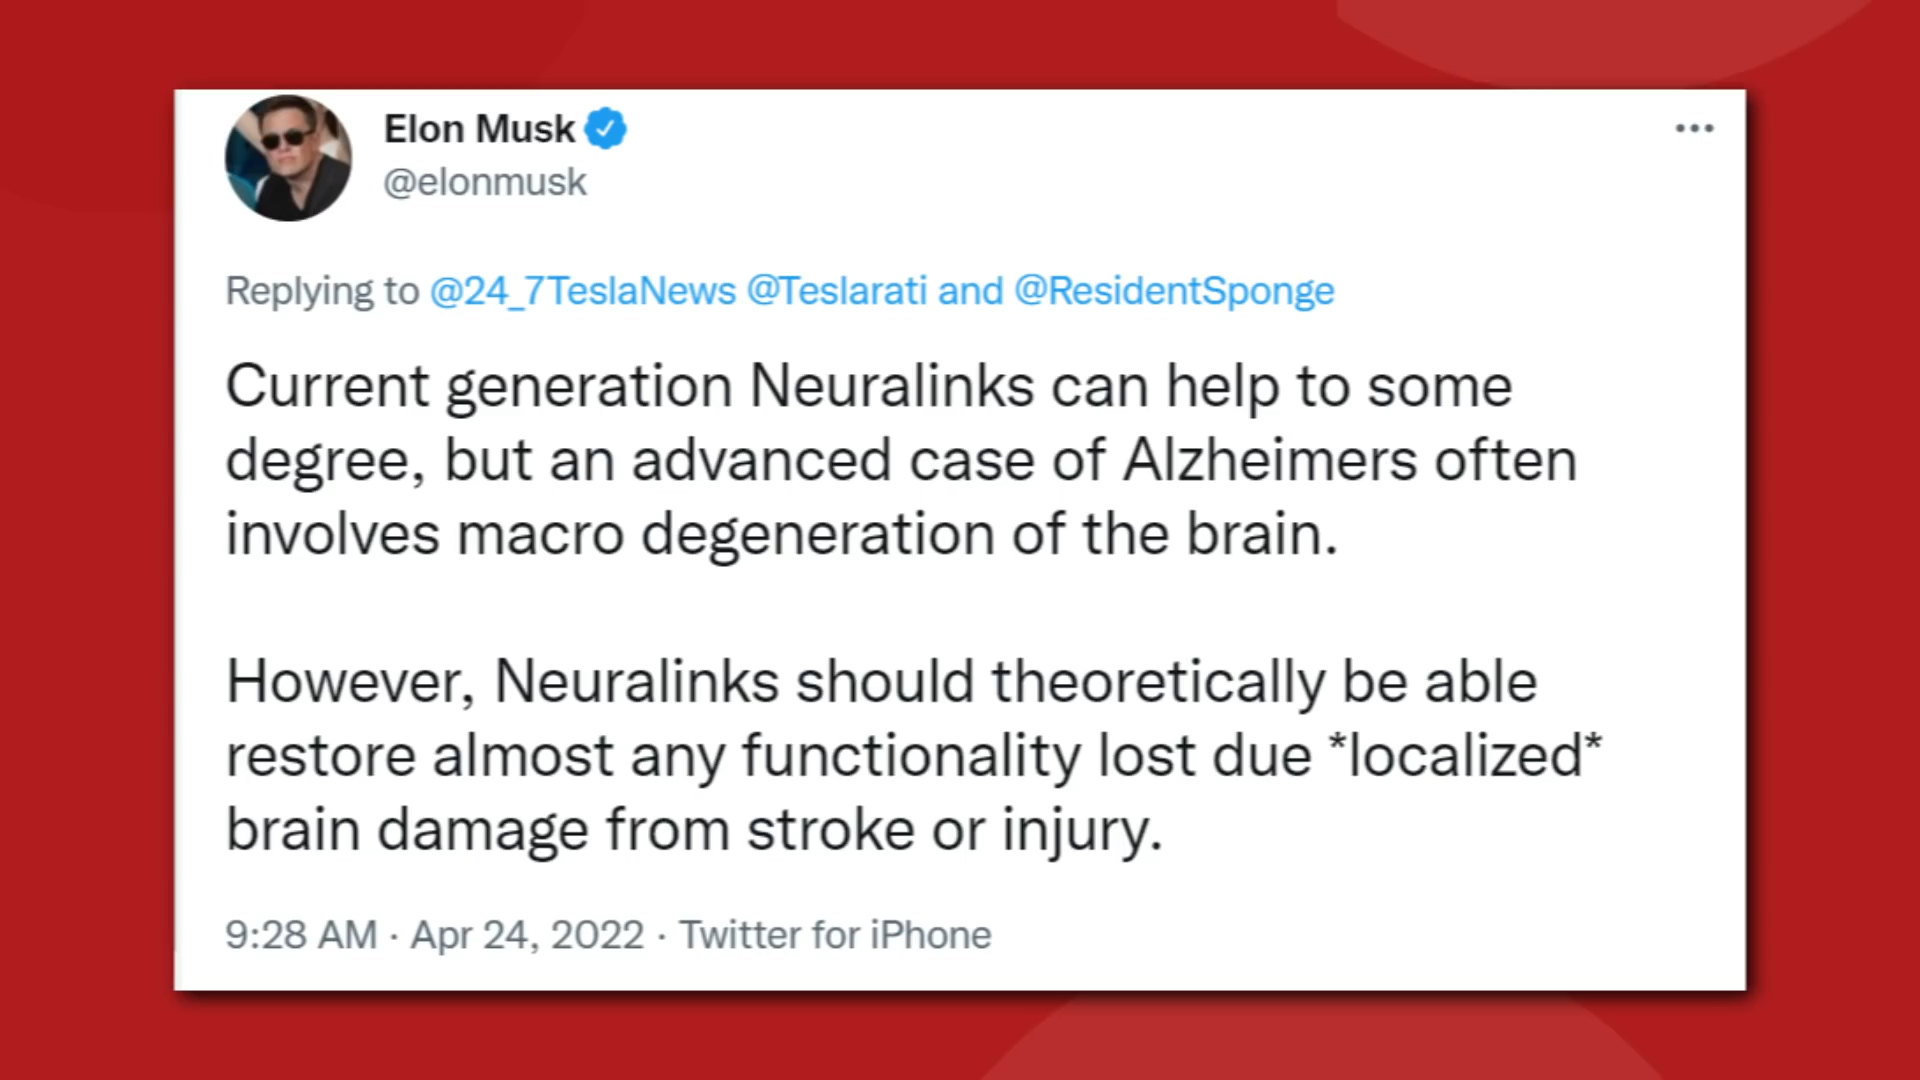 Elon Musk
@elonmusk
Replying to @24_7TeslaNews @Teslarati and @ResidentSponge
Current generation Neuralinks can help to some
degree, but an advanced case of Alzheimers often
involves macro degeneration of the brain.
However, Neuralinks should theoretically be able
restore almost any functionality lost due *localized*
brain damage from stroke or injury.
9:28 AM · Apr 24, 2022 · Twitter for iPhone